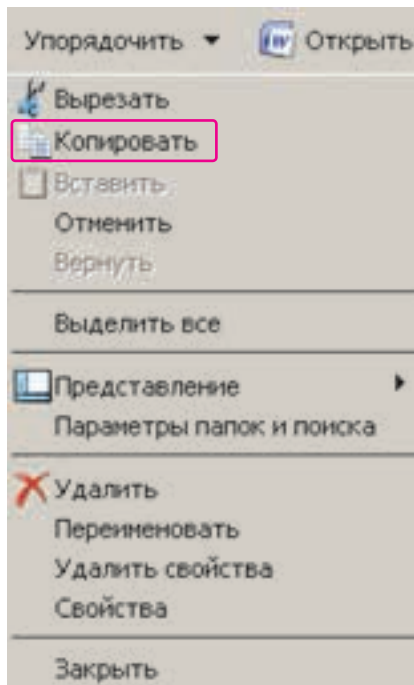 Упорядочить Открыть
Вырезать
Копировать
Вставить
Отменить
Вернуть
Выделить все
Представление
Параметры папок и поиска
Удалить
Переименовать
Удалить свойства
Свойства
Закрыть